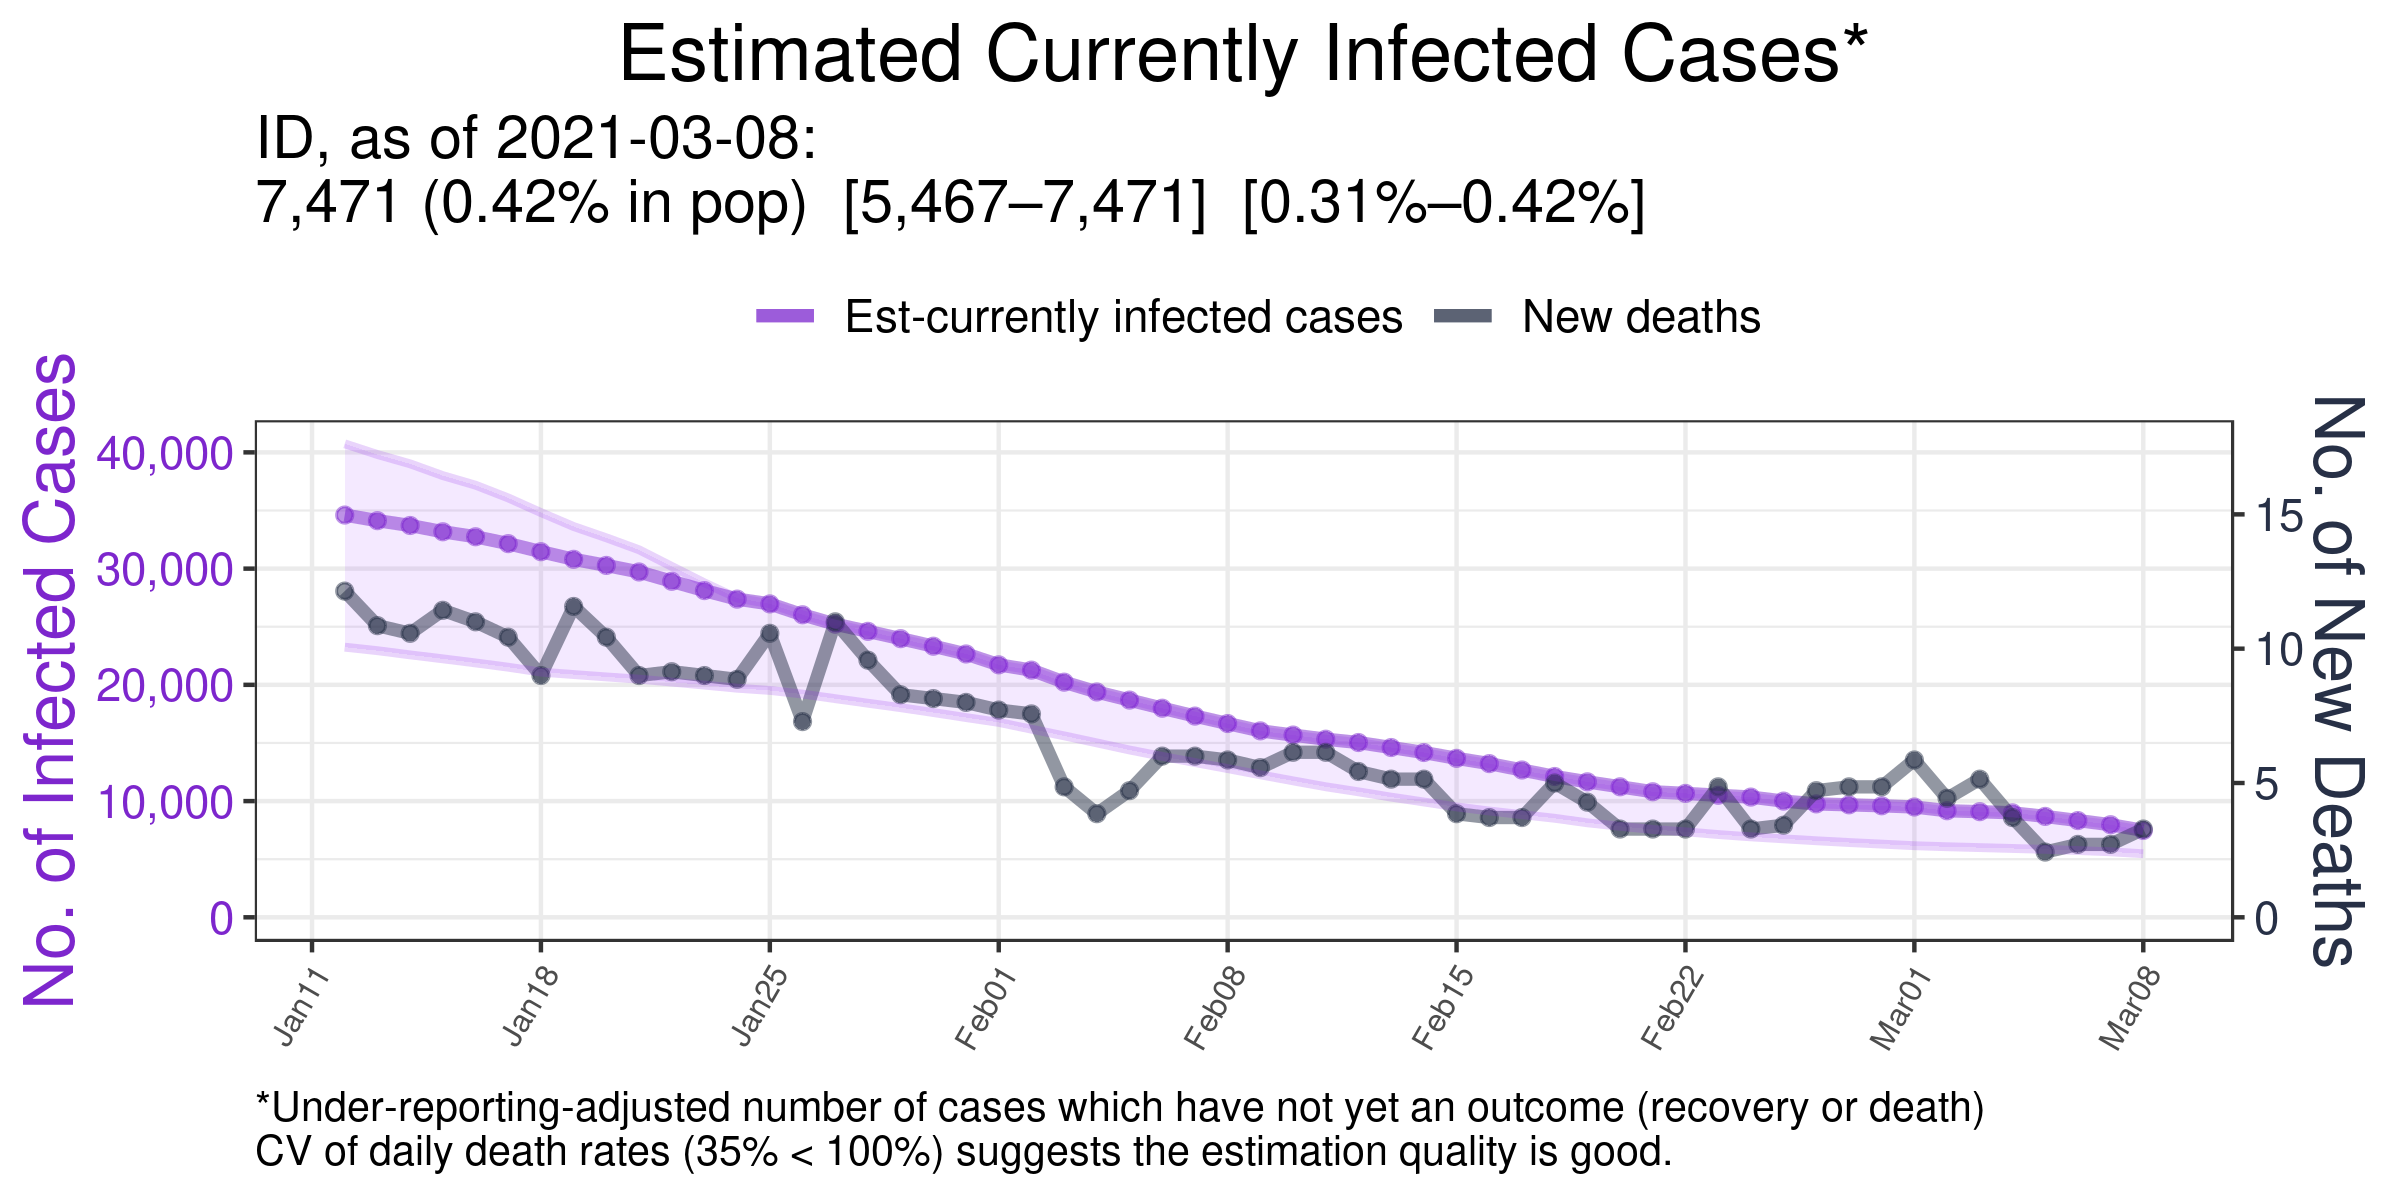 Estimated Currently Infected Cases*
ID, as of 2021-03-08:
7,471 (0.42% in pop)  [5,467–7,471]  [0.31%–0.42%]
Est-currently infected cases
New deaths
No. of Infected Cases
40,000
30,000
20,000
10,000
0
No. of New Deaths
15
10
5
0
Jan11
Jan18
Jan25
Feb01
Feb08
Feb15
Feb22
Mar01
Mar08
*Under-reporting-adjusted number of cases which have not yet an outcome (recovery or death)
CV of daily death rates (35% < 100%) suggests the estimation quality is good.